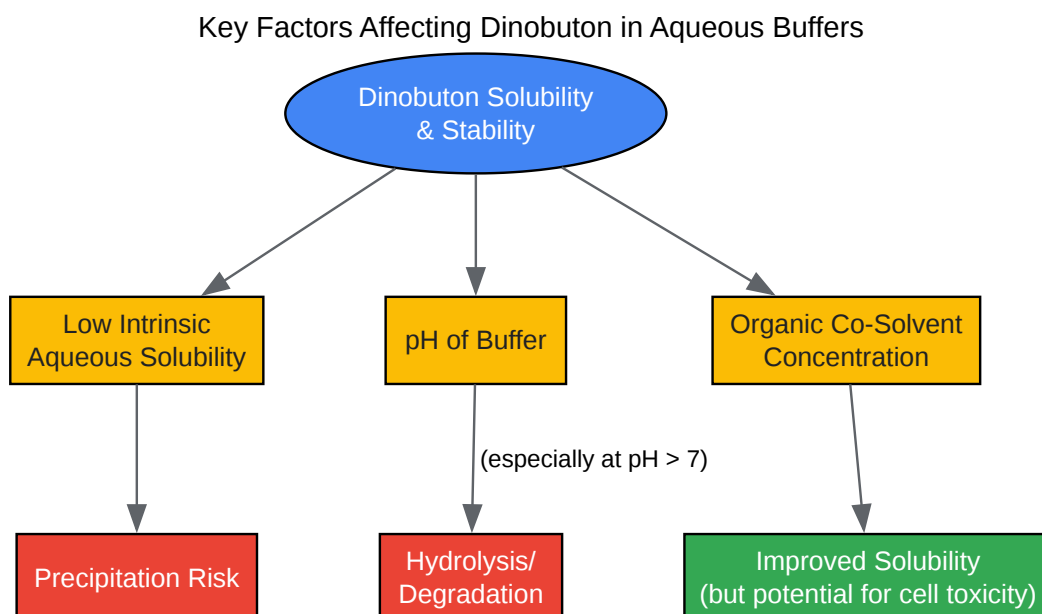 Key Factors Affecting Dinobuton in Aqueous Buffers
Dinobuton Solubility
& Stability
Low Intrinsic
Aqueous Solubility
pH of Buffer
Organic Co-Solvent
Concentration
(especially at pH > 7)
Precipitation Risk
Hydrolysis/
Degradation
Improved Solubility
(but potential for cell toxicity)